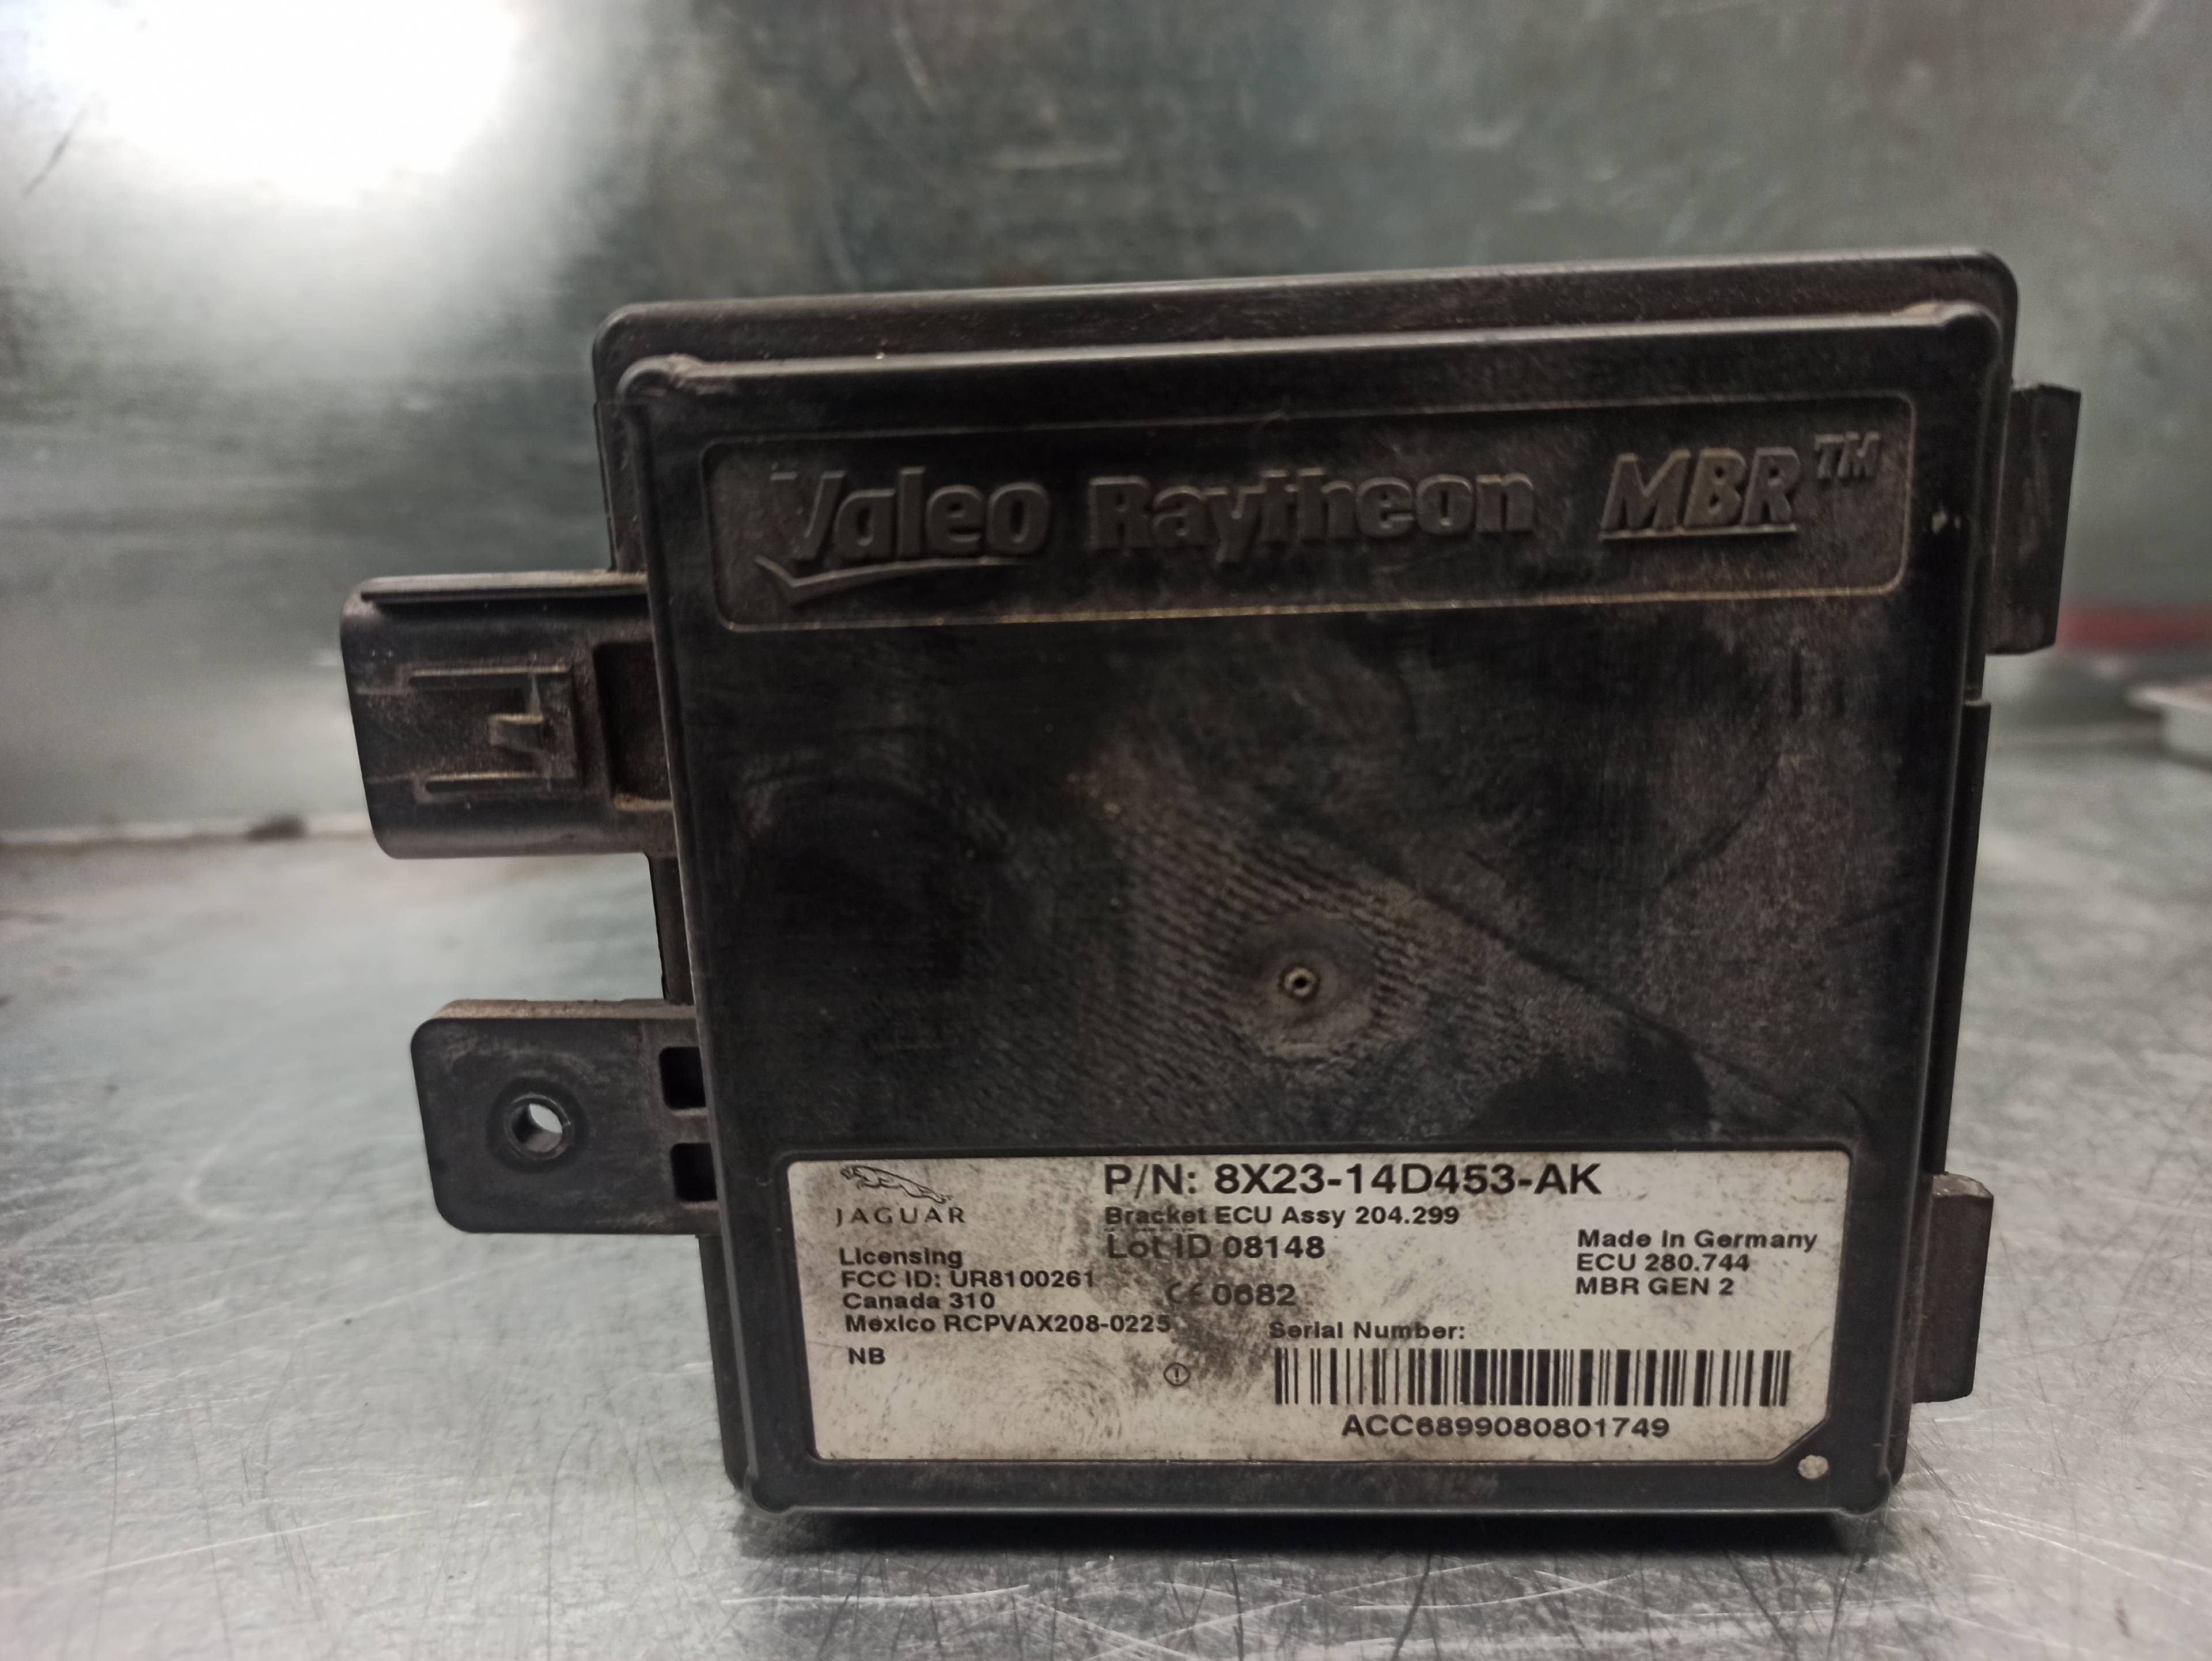 Valeo Raytheon MBR™
JAGUAR
P/N: 8X23-14D453-AK
Bracket ECU Assy 204.299
Lot ID 08148
Made in Germany
ECU 280.744
MBR GEN 2
Licensing
FCC ID: UR8100261
Canada 310
Mexico RCPVAX208-0225
NB
CE 0682
Serial Number:
ACC6899080801749